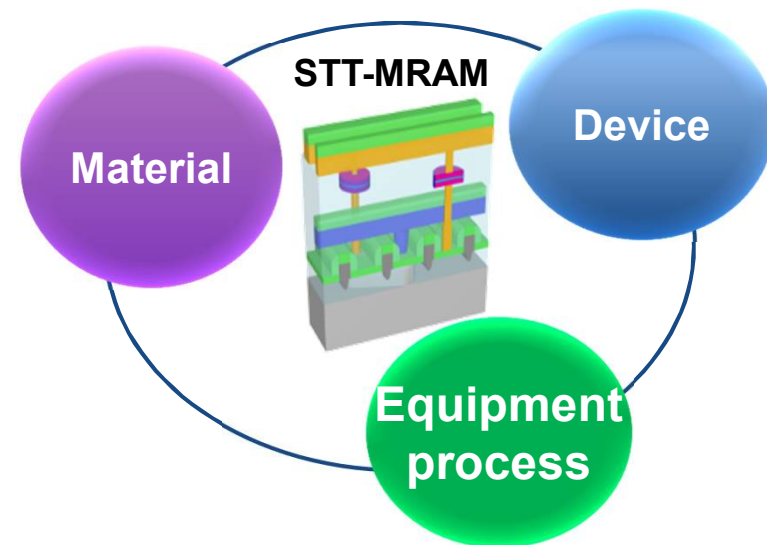 STT-MRAM
Material
Device
Equipment
process